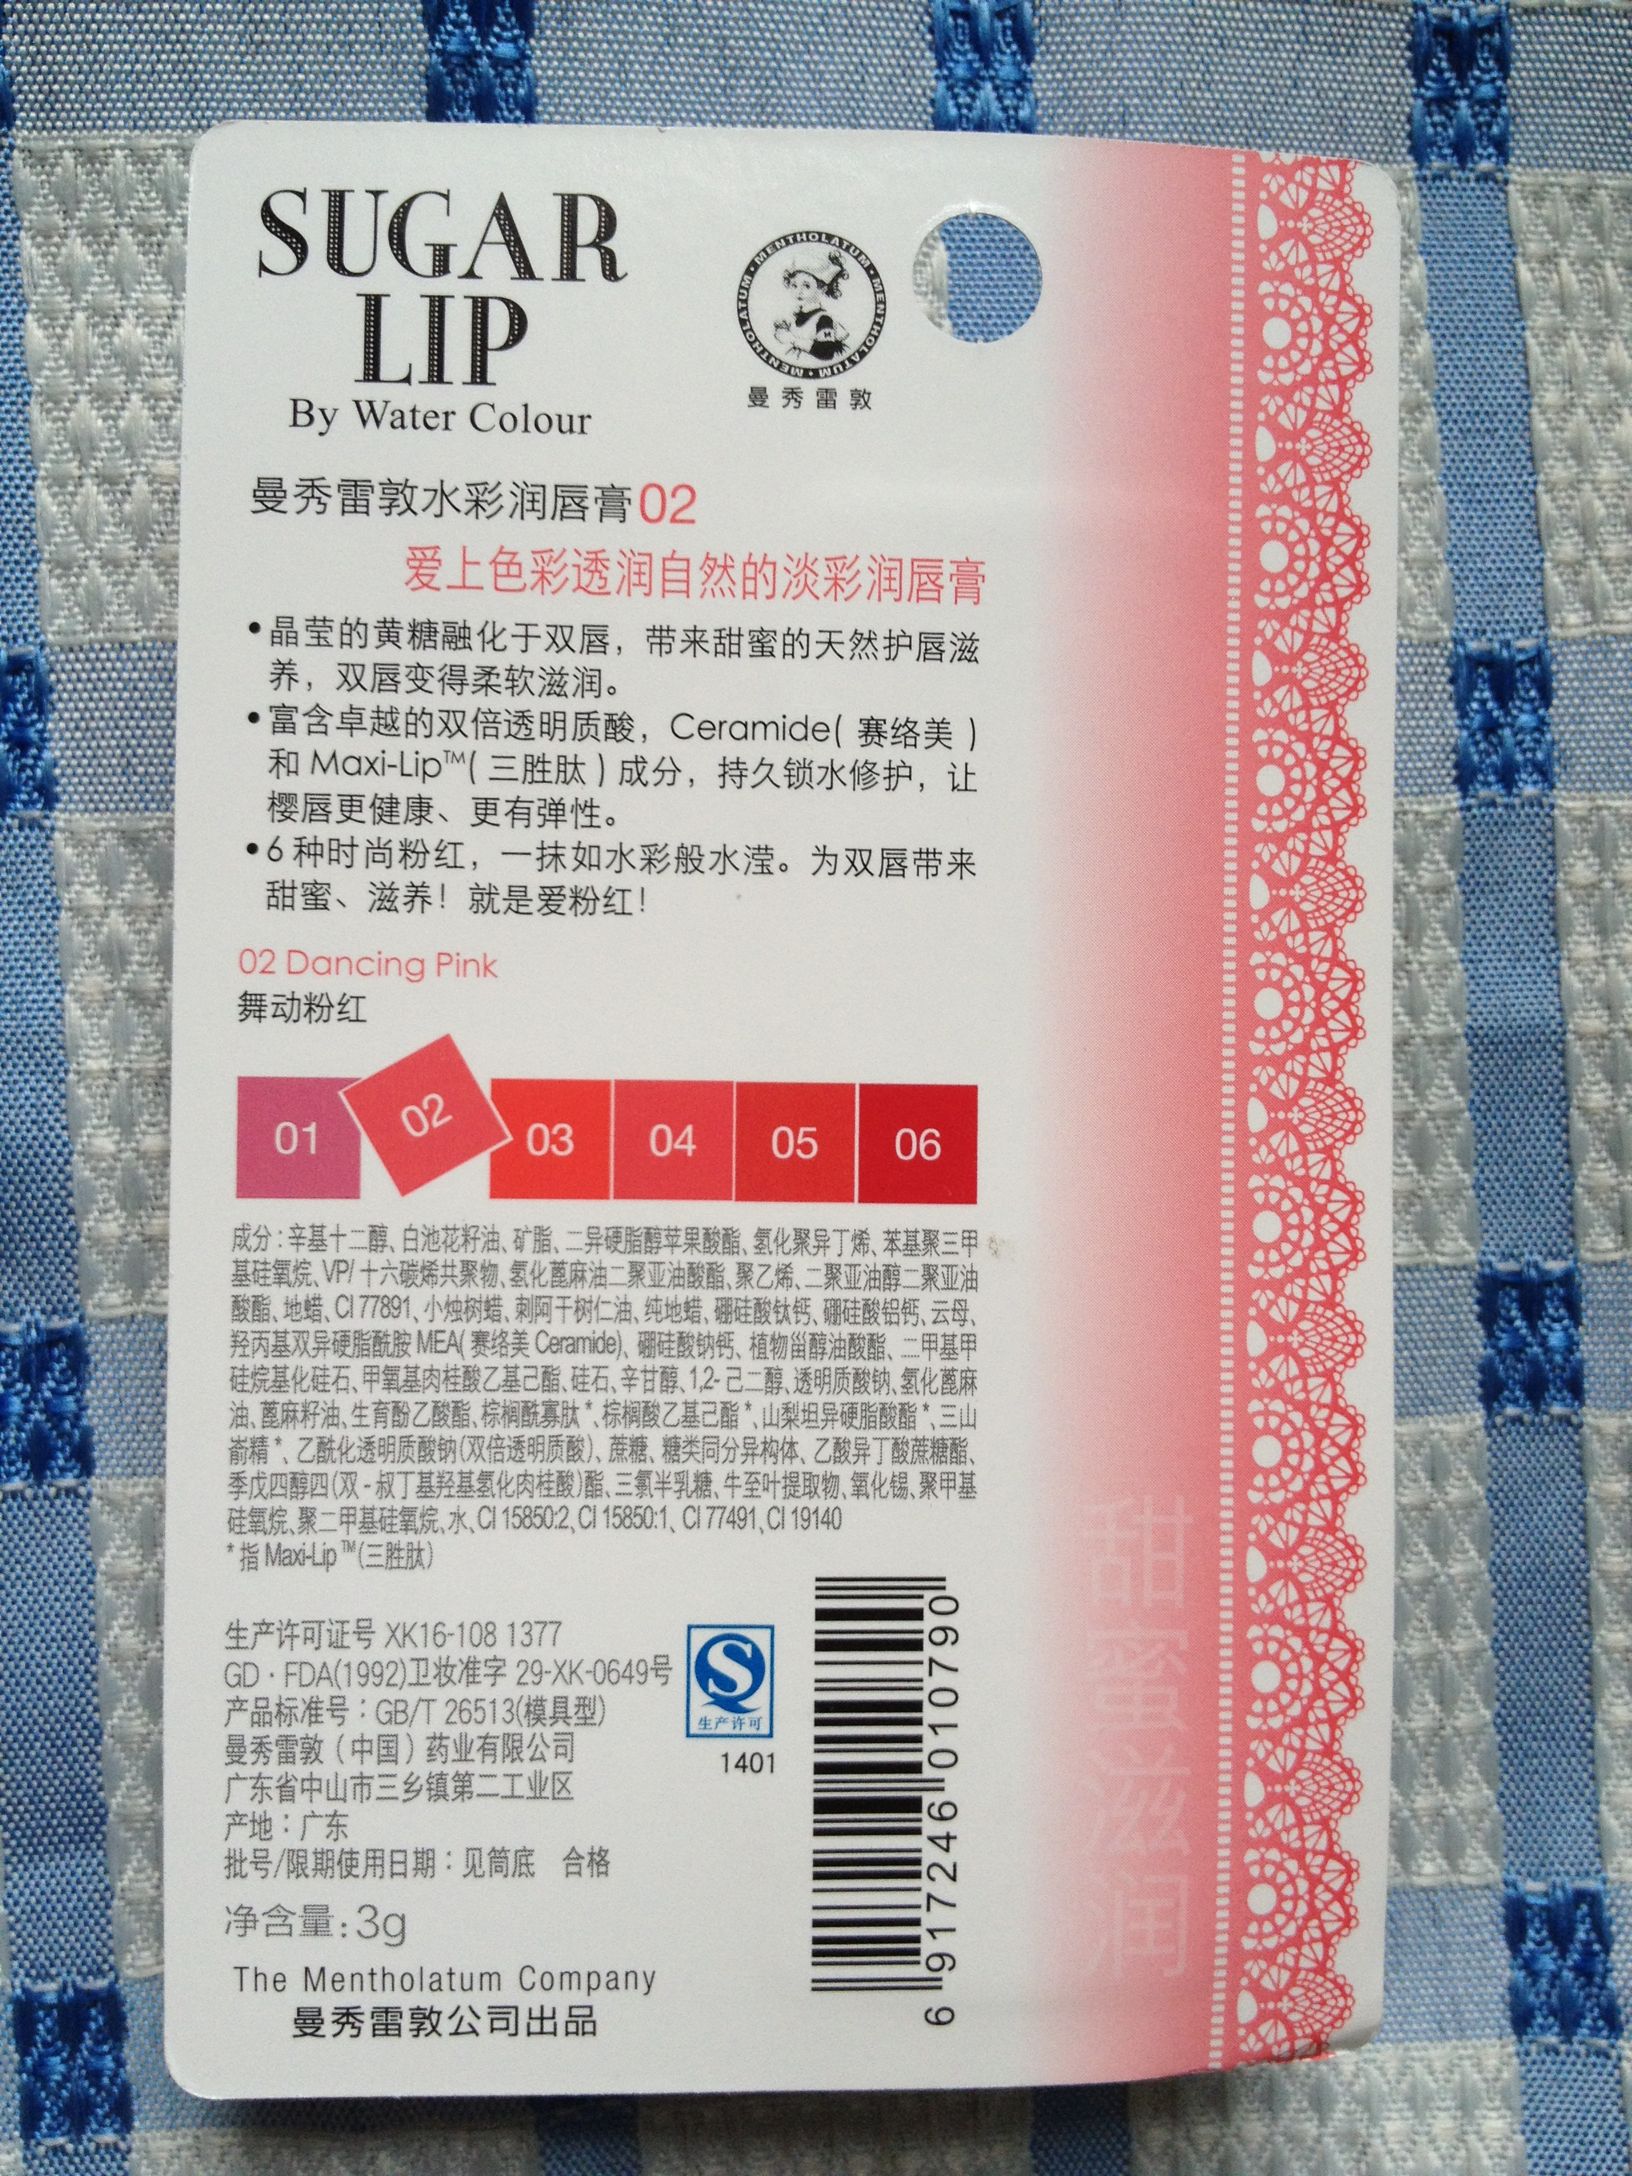 SUGAR
LIP
By Water Colour
MENTHOLATUM · MENTHOLATUM · MENTHOLATUM ·
曼秀雷敦
曼秀雷敦水彩润唇膏02
爱上色彩透润自然的淡彩润唇膏
•晶莹的黄糖融化于双唇，带来甜蜜的天然护唇滋
养，双唇变得柔软滋润。
•富含卓越的双倍透明质酸，Ceramide(赛络美)
和 Maxi-Lip™(三胜肽)成分，持久锁水修护，让
樱唇更健康、更有弹性。
•6种时尚粉红，一抹如水彩般水滢。为双唇带来
甜蜜、滋养！就是爱粉红！
02 Dancing Pink
舞动粉红
01 02 03 04 05 06
成分：辛基十二醇、白池花籽油、矿脂、二异硬脂醇苹果酸酯、氢化聚异丁烯、苯基聚三甲
基硅氧烷、VP/十六碳烯共聚物、氢化蓖麻油二聚亚油酸酯、聚乙烯、二聚亚油醇二聚亚油
酸酯、地蜡、CI 77891、小烛树蜡、刺阿干树仁油、纯地蜡、硼硅酸钛钙、硼硅酸铝钙、云母、
羟丙基双异硬脂酰胺MEA(赛络美 Ceramide)、硼硅酸钠钙、植物甾醇油酸酯、二甲基甲
硅烷基化硅石、甲氧基肉桂酸乙基己酯、硅石、辛甘醇、1,2-己二醇、透明质酸钠、氢化蓖麻
油、蓖麻籽油、生育酚乙酸酯、棕榈酰寡肽*、棕榈酸乙基己酯*、山梨坦异硬脂酸酯*、三山
嵛精*、乙酰化透明质酸钠(双倍透明质酸)、蔗糖、糖类同分异构体、乙酸异丁酸蔗糖酯、
季戊四醇四(双-叔丁基羟基氢化肉桂酸)酯、三氯半乳糖、牛至叶提取物、氧化锡、聚甲基
硅氧烷、聚二甲基硅氧烷、水、CI 15850:2、CI 15850:1、CI 77491、CI 19140
*指 Maxi-Lip™(三胜肽)
生产许可证号 XK16-108 1377
GD·FDA(1992)卫妆准字 29-XK-0649号
产品标准号：GB/T 26513(模具型)
曼秀雷敦（中国）药业有限公司
广东省中山市三乡镇第二工业区
产地：广东
批号/限期使用日期：见筒底 合格
净含量:3g
The Mentholatum Company
曼秀雷敦公司出品
生产许可
1401
6 917246 010790
甜蜜滋润